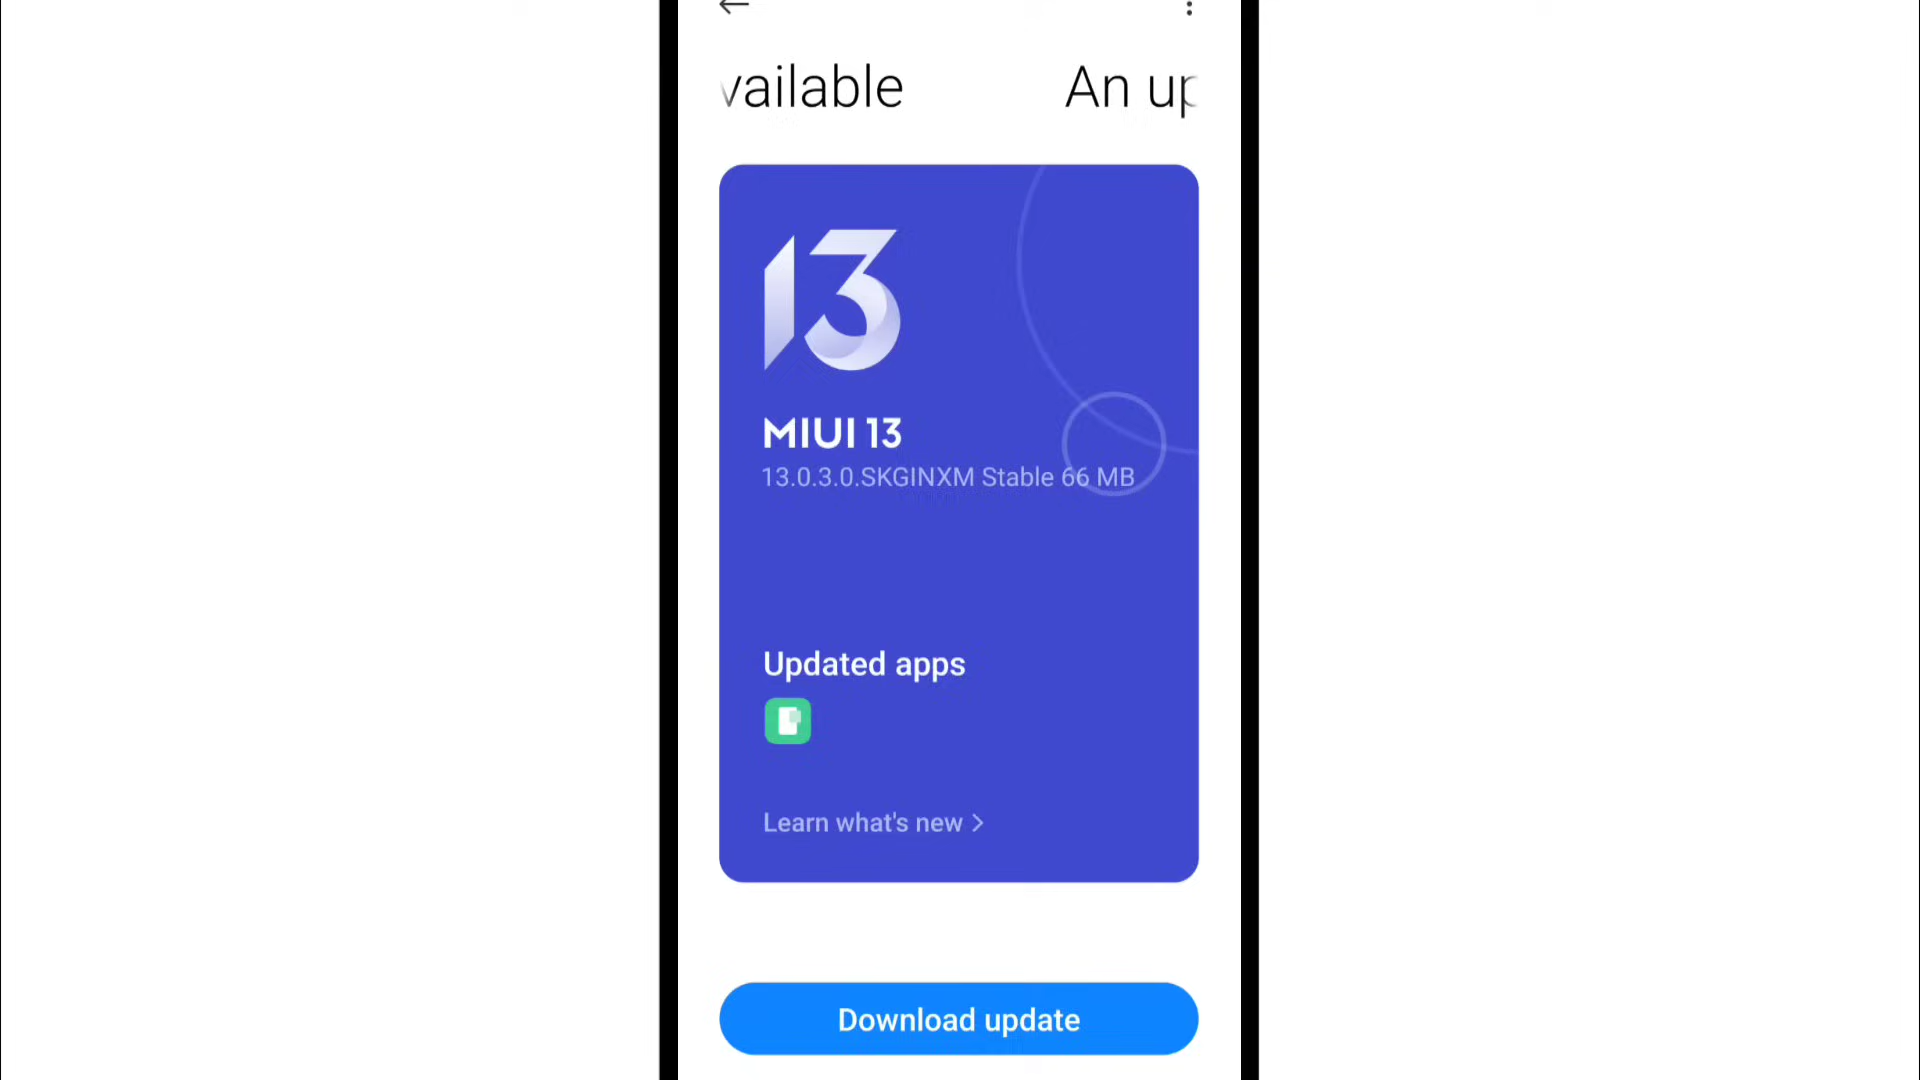 vailable An up
13
MIUI 13
13.0.3.0.SKGINXM Stable 66 MB
Updated apps
Learn what's new >
Download update